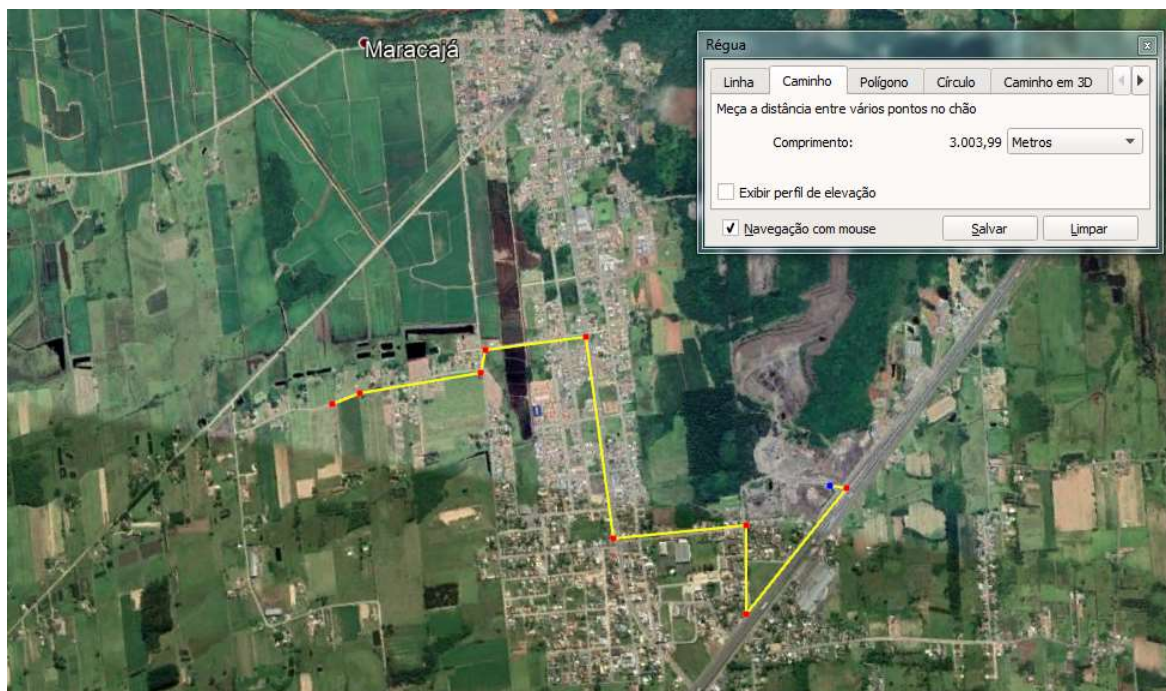 Maracajá
Régua
Linha Caminho Polígono Círculo Caminho em 3D
Meça a distância entre vários pontos no chão
Comprimento: 3.003,99 Metros
Exibir perfil de elevação
Navegação com mouse Salvar Limpar